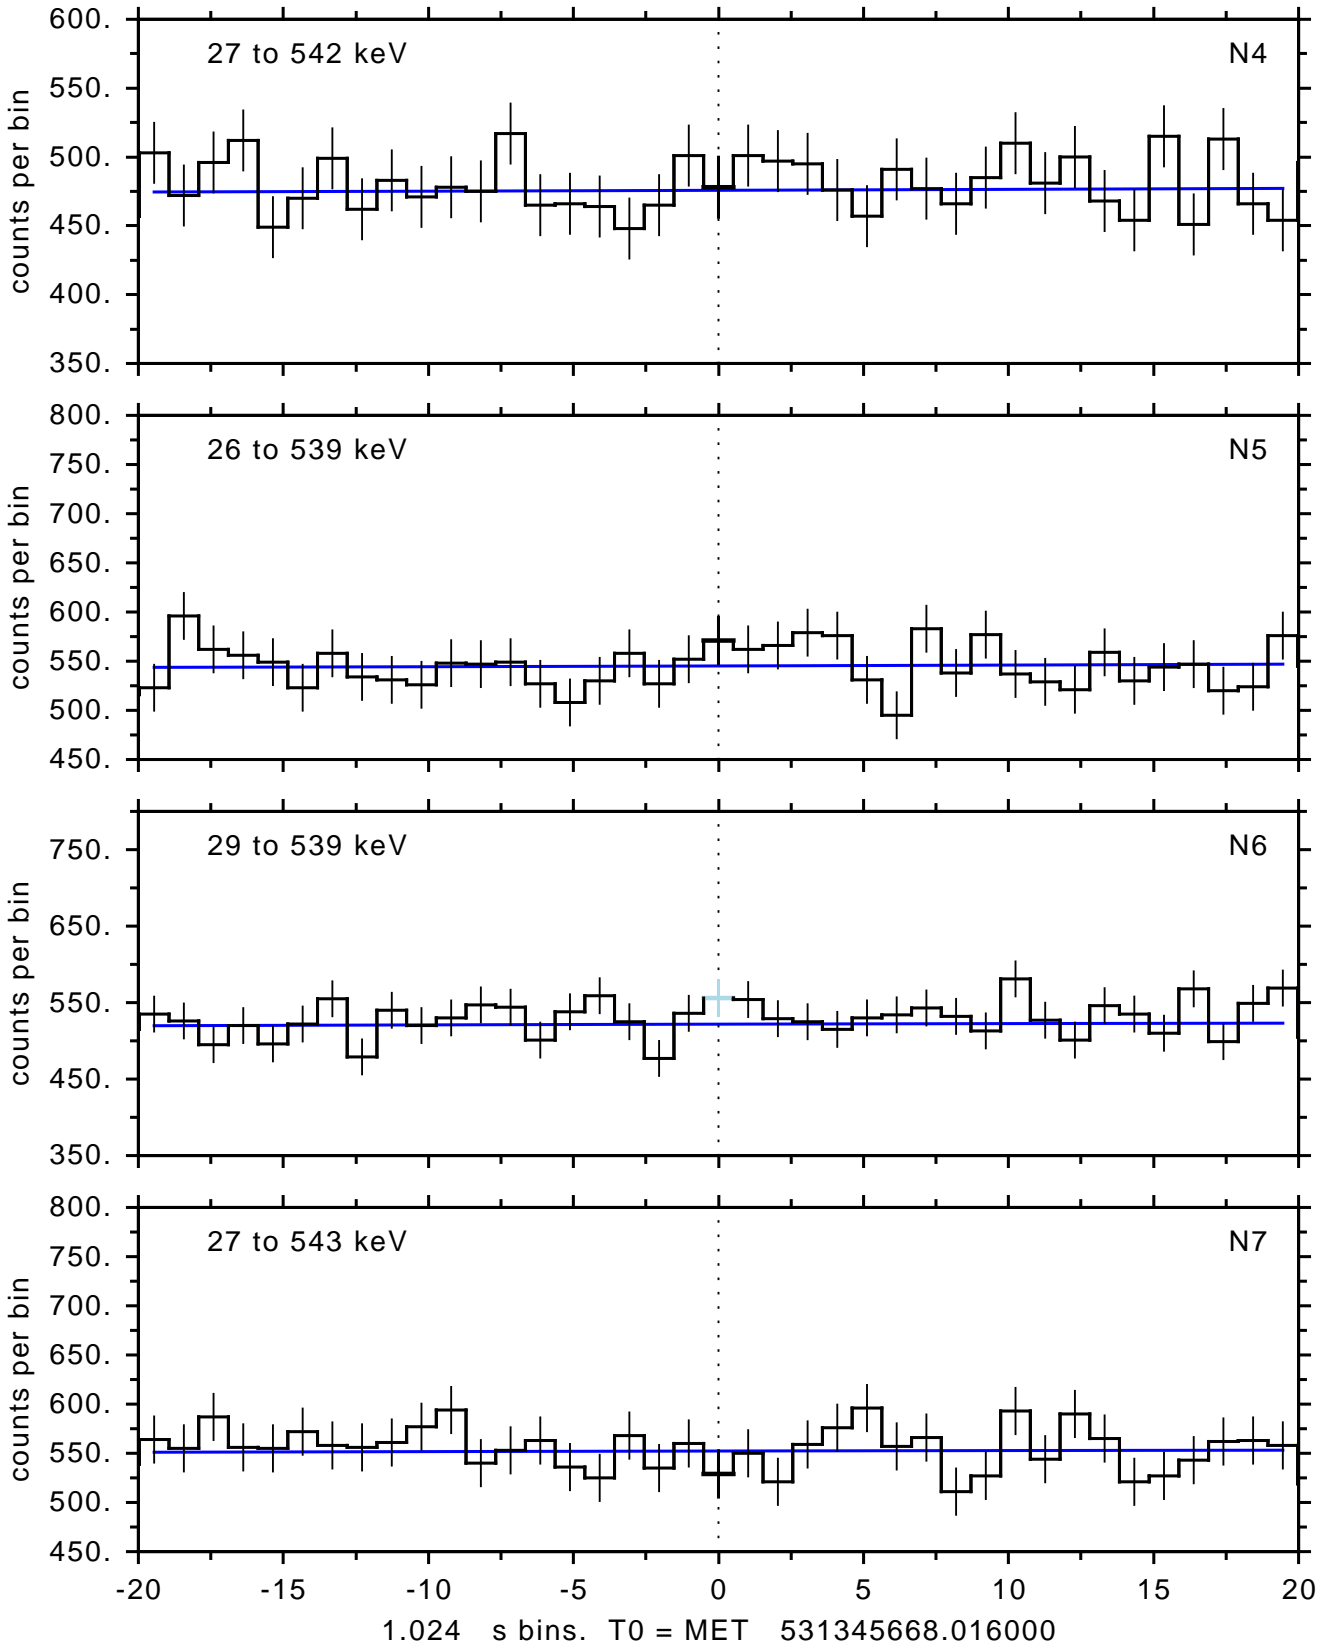 600.
27 to 542 keV N4
550.
500.
450.
400.
350.
counts per bin
800.
26 to 539 keV N5
750.
700.
650.
600.
550.
500.
450.
counts per bin
29 to 539 keV N6
750.
650.
550.
450.
350.
counts per bin
800.
27 to 543 keV N7
750.
700.
650.
600.
550.
500.
450.
counts per bin
-20 -15 -10 -5 0 5 10 15 20
1.024 s bins. T0 = MET 531345668.016000